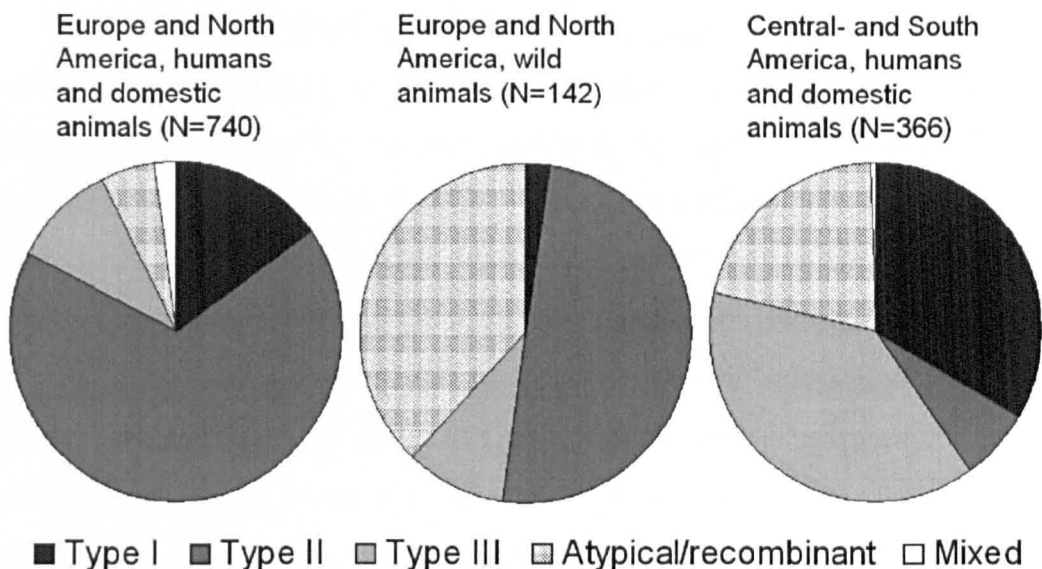 Europe and North
America, humans
and domestic
animals (N=740)
Europe and North
America, wild
animals (N=142)
Central- and South
America, humans
and domestic
animals (N=366)
Type I Type II Type III Atypical/recombinant Mixed